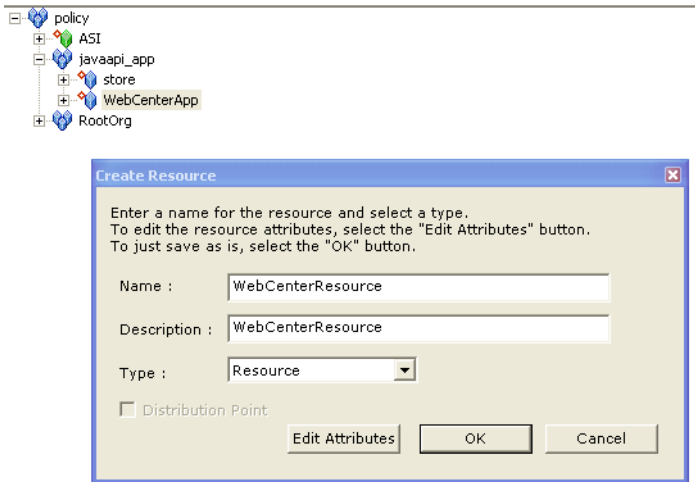 policy
ASI
javaapi_app
store
WebCenterApp
RootOrg
Create Resource
Enter a name for the resource and select a type.
To edit the resource attributes, select the "Edit Attributes" button.
To just save as is, select the "OK" button.
Name : WebCenterResource
Description : WebCenterResource
Type : Resource
Distribution Point
Edit Attributes OK Cancel